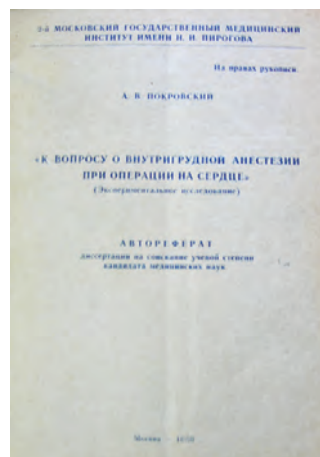 2-й МОСКОВСКИЙ ГОСУДАРСТВЕННЫЙ МЕДИЦИНСКИЙ
ИНСТИТУТ ИМЕНИ Н. И. ПИРОГОВА
На правах рукописи
А. В. ПОКРОВСКИЙ
«К ВОПРОСУ О ВНУТРИГРУДНОЙ АНЕСТЕЗИИ
ПРИ ОПЕРАЦИИ НА СЕРДЦЕ»
(Экспериментальное исследование)
АВТОРЕФЕРАТ
диссертации на соискание ученой степени
кандидата медицинских наук
Москва —